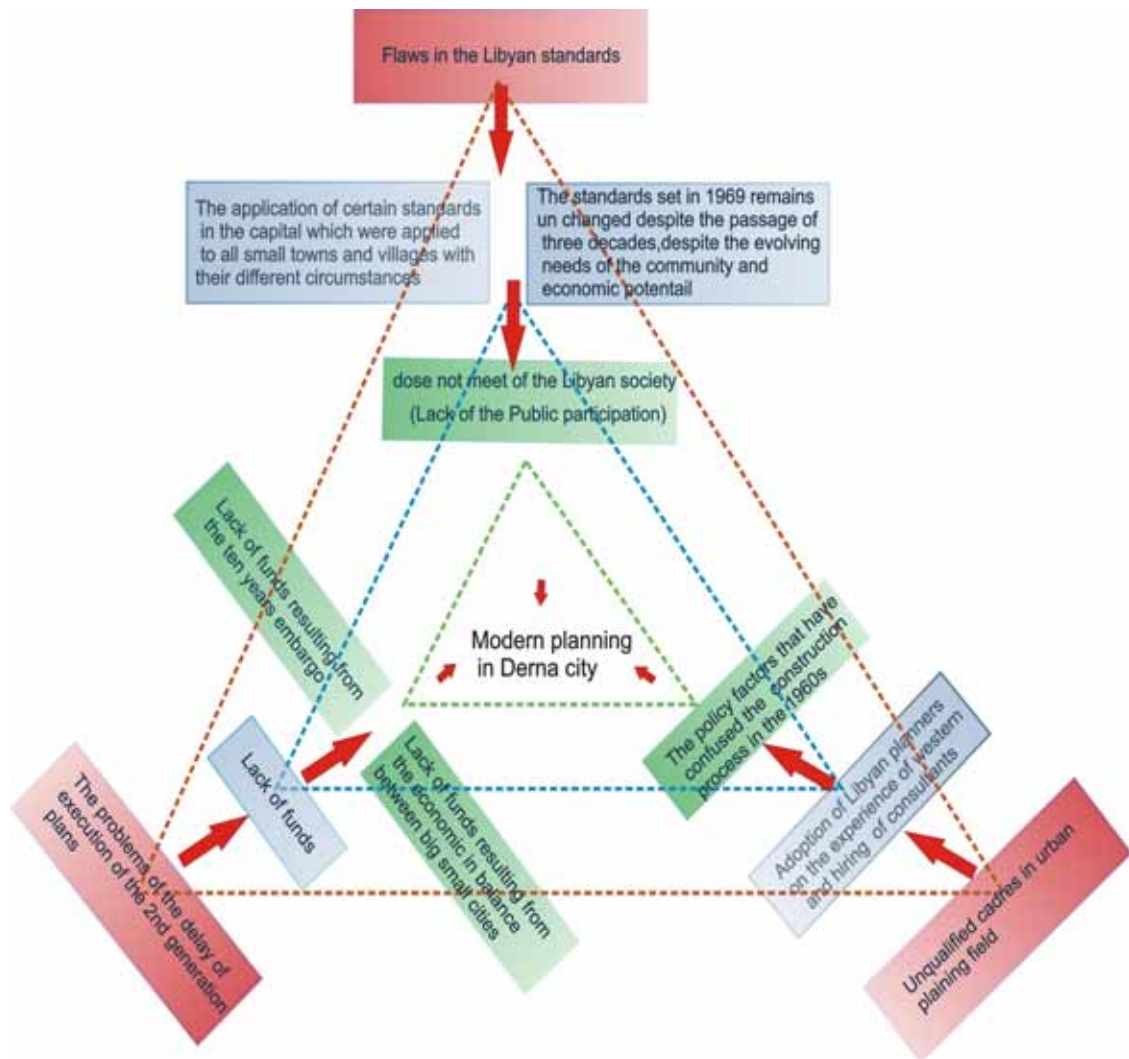 Flaws in the Libyan standards
The application of certain standards
in the capital which were applied
to all small towns and villages with
their different circumstances
The standards set in 1969 remains
un changed despite the passage of
three decades,despite the evolving
needs of the community and
economic potentail
dose not meet of the Libyan society
(Lack of the Public participation)
Lack of funds resulting from
the ten years embargo
Modern planning
in Derna city
The policy factors that have
confused the construction
process in the 1960s
Lack of funds
Lack of funds resulting from
the economic in balance
between big small cities
Adoption of Libyan planners
on the experience of western
and hiring of consultants
The problems of the delay of
execution of the 2nd generation
plans
Unqualified cadres in urban
plaining field